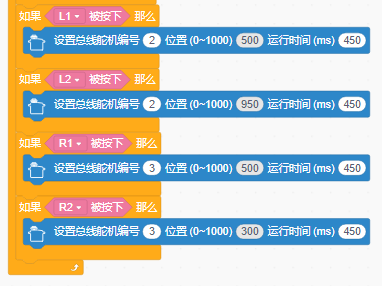 如果 L1 被按下 那么
设置总线舵机编号 2 位置 (0~1000) 500 运行时间 (ms) 450
如果 L2 被按下 那么
设置总线舵机编号 2 位置 (0~1000) 950 运行时间 (ms) 450
如果 R1 被按下 那么
设置总线舵机编号 3 位置 (0~1000) 500 运行时间 (ms) 450
如果 R2 被按下 那么
设置总线舵机编号 3 位置 (0~1000) 300 运行时间 (ms) 450